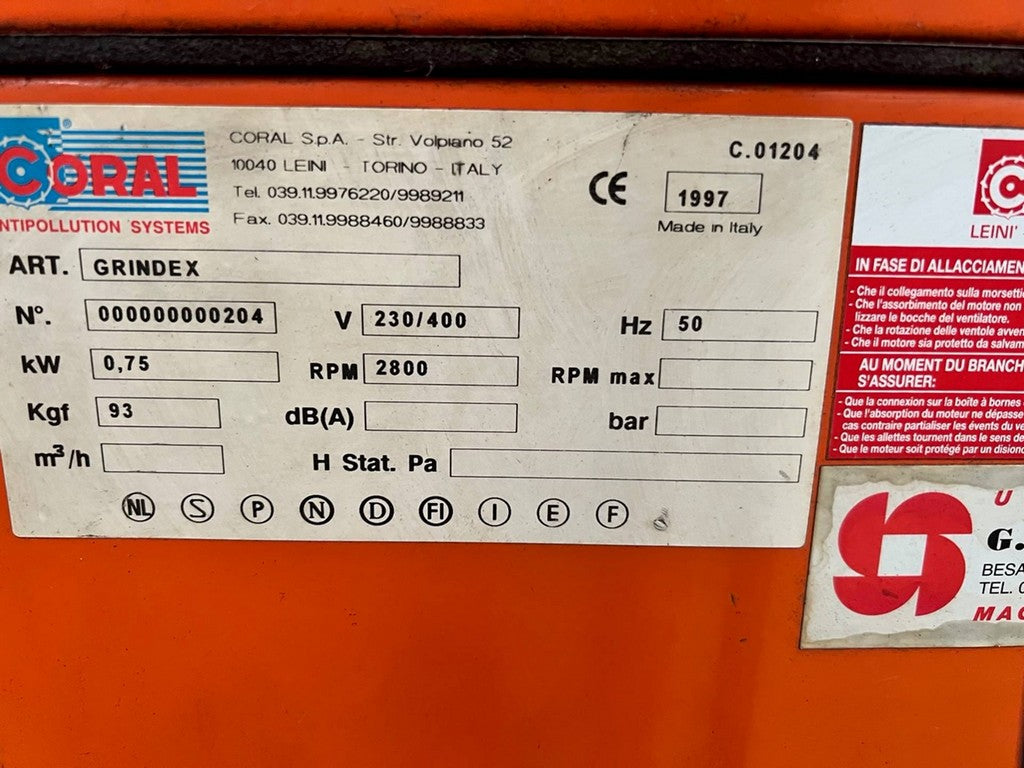 CORAL®
NTIPOLLUTION SYSTEMS
CORAL S.p.A. - Str. Volpiano 52
10040 LEINI - TORINO - ITALY
Tel. 039.11.9976220/9989211
Fax. 039.11.9988460/9988833
C.01204
CE 1997
Made in Italy
ART. GRINDEX
N°. 000000000204 V 230/400 Hz 50
kW 0,75 RPM 2800 RPM max
Kgf 93 dB(A) bar
m³/h H Stat. Pa
NL S P N D FI I E F
LEINI' -
IN FASE DI ALLACCIAMEN
- Che il collegamento sulla morsetti
- Che l'assorbimento del motore non
lizzare le bocche del ventilatore.
- Che la rotazione delle ventole avven
- Che il motore sia protetto da salvam
AU MOMENT DU BRANCH
S'ASSURER:
- Que la connexion sur la boîte à bornes
- Que l'absorption du moteur ne dépasse
cas contraire partialiser les évents du ve
- Que les allettes tournent dans le sens de
- Que le moteur soit protégé par un disjonc
U
G.
BESA
TEL. 0
MAC